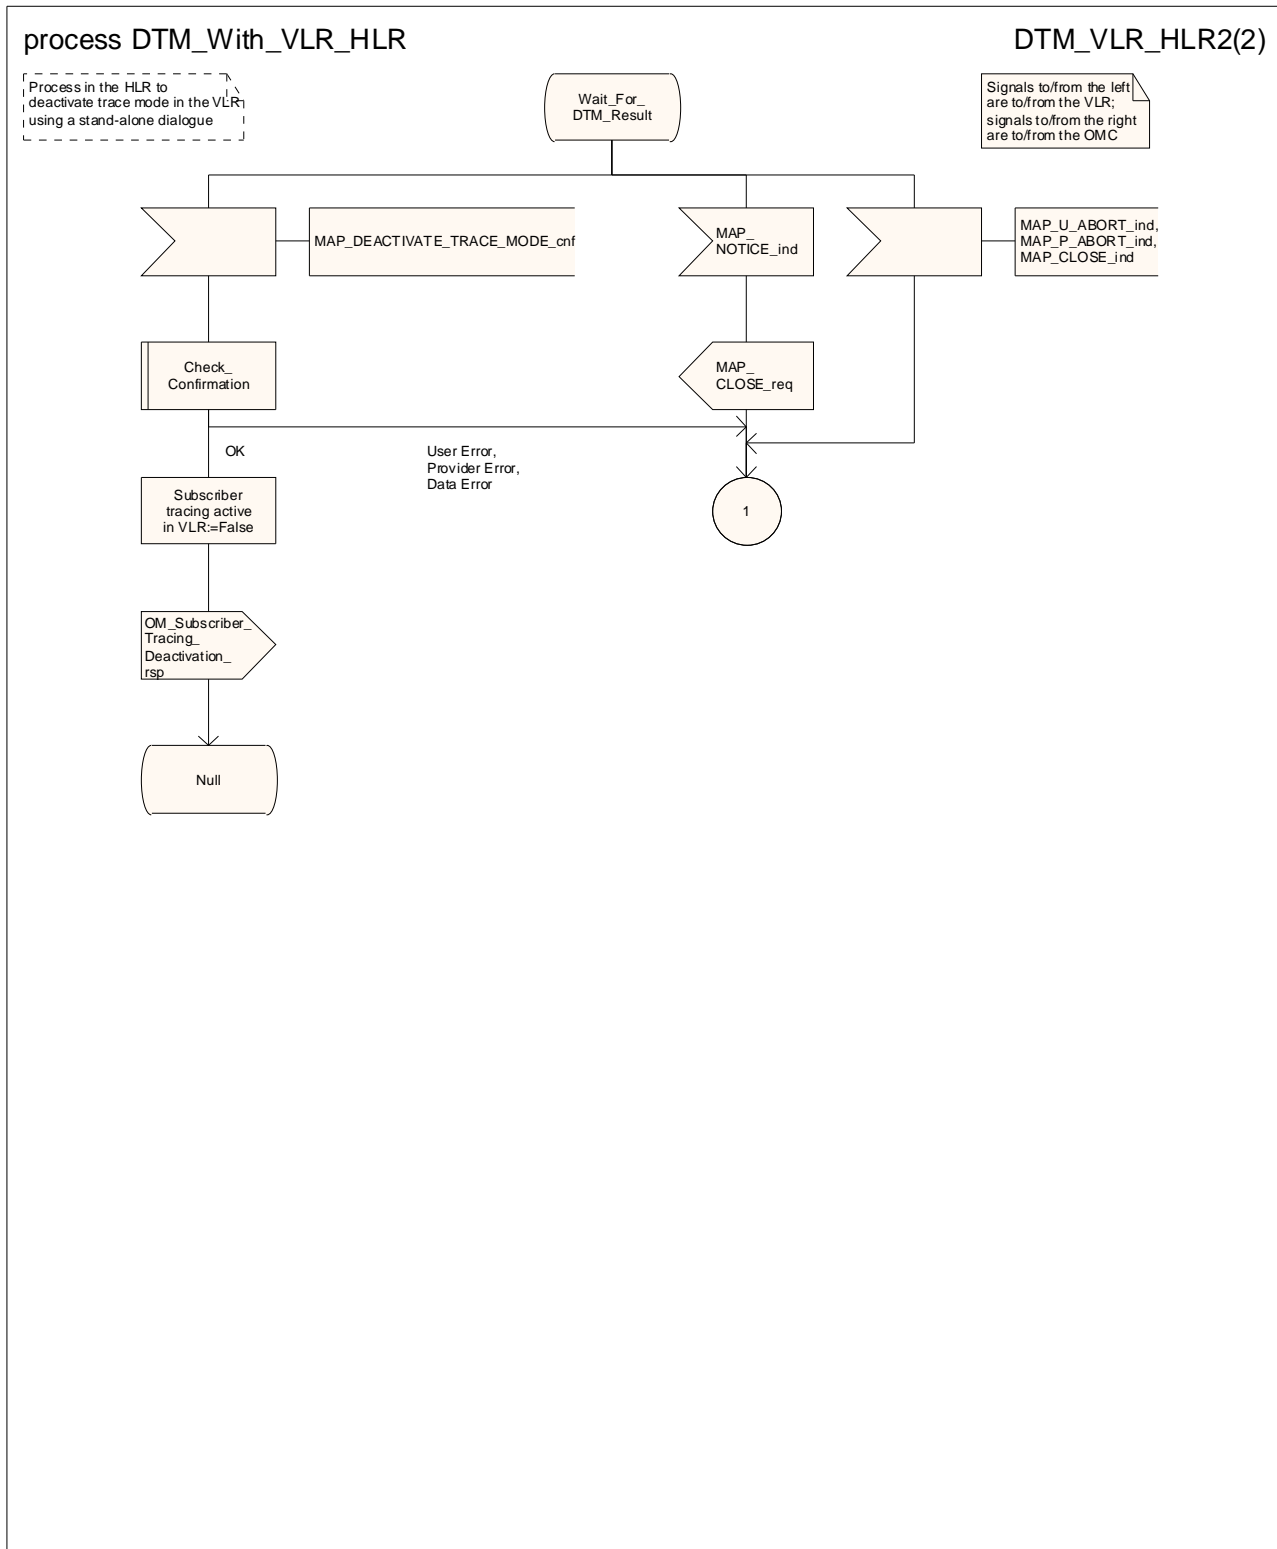 process DTM_With_VLR_HLR
DTM_VLR_HLR2(2)
Process in the HLR to
deactivate trace mode in the VLR
using a stand-alone dialogue
Wait_For_
DTM_Result
Signals to/from the left
are to/from the VLR;
signals to/from the right
are to/from the OMC
MAP_DEACTIVATE_TRACE_MODE_cnf
MAP_
NOTICE_ind
MAP_U_ABORT_ind,
MAP_P_ABORT_ind,
MAP_CLOSE_ind
Check_
Confirmation
MAP_
CLOSE_req
OK
User Error,
Provider Error,
Data Error
Subscriber
tracing active
in VLR:=False
1
OM_Subscriber_
Tracing_
Deactivation_
rsp
Null